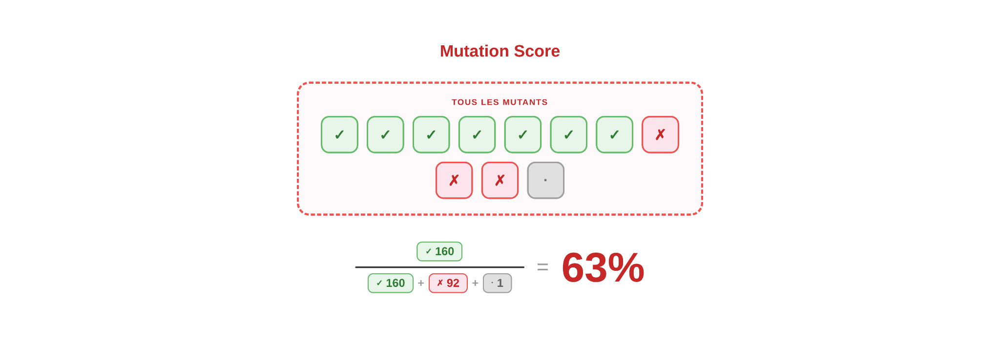 Mutation Score
TOUS LES MUTANTS
✓ ✓ ✓ ✓ ✓ ✓ ✓ ✗
✗ ✗ ·
✓ 160
✓ 160 + ✗ 92 + · 1
= 63%